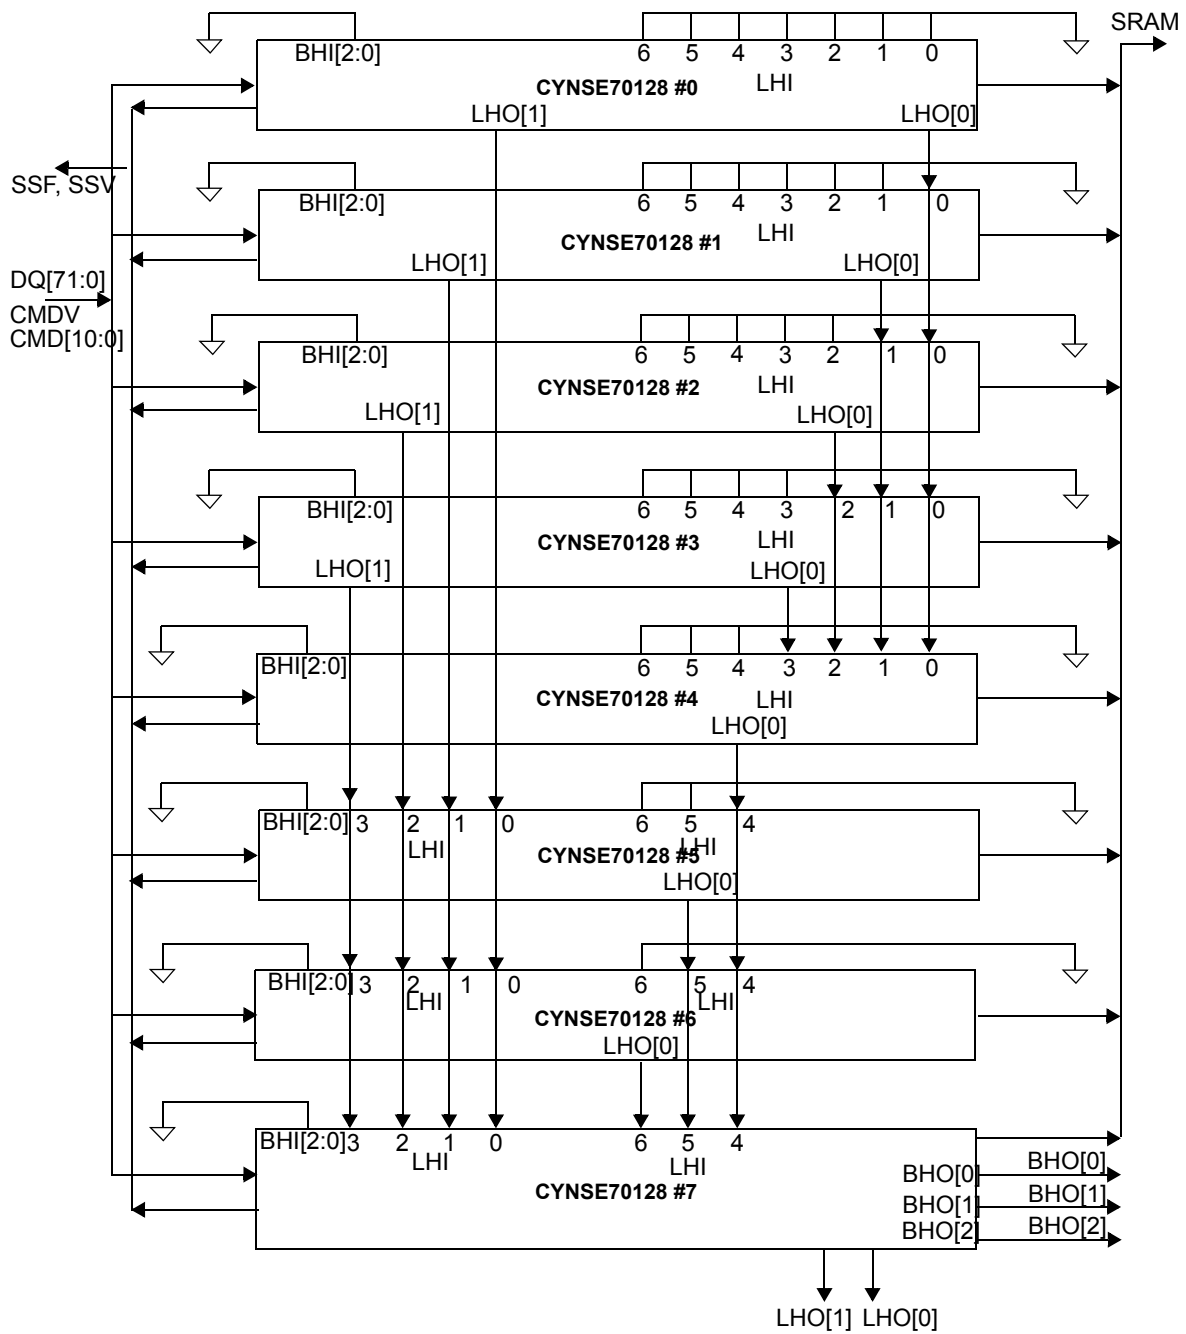 SRAM
BHI[2:0] 6 5 4 3 2 1 0
CYNSE70128 #0 LHI
LHO[1] LHO[0]
SSF, SSV
BHI[2:0] 6 5 4 3 2 1 0
CYNSE70128 #1 LHI
LHO[1] LHO[0]
DQ[71:0]
CMDV
CMD[10:0]
BHI[2:0] 6 5 4 3 2 1 0
CYNSE70128 #2 LHI
LHO[1] LHO[0]
BHI[2:0] 6 5 4 3 2 1 0
CYNSE70128 #3 LHI
LHO[1] LHO[0]
BHI[2:0] 6 5 4 3 2 1 0
CYNSE70128 #4 LHI
LHO[0]
BHI[2:0] 3 2 1 0 6 5 4
LHI CYNSE70128 #5 LHI
LHO[0]
BHI[2:0] 3 2 1 0 6 5 4
LHI CYNSE70128 #6 LHI
LHO[0]
BHI[2:0] 3 2 1 0 6 5 4
LHI LHI
CYNSE70128 #7
BHO[0] BHO[0]
BHO[1] BHO[1]
BHO[2] BHO[2]
LHO[1] LHO[0]